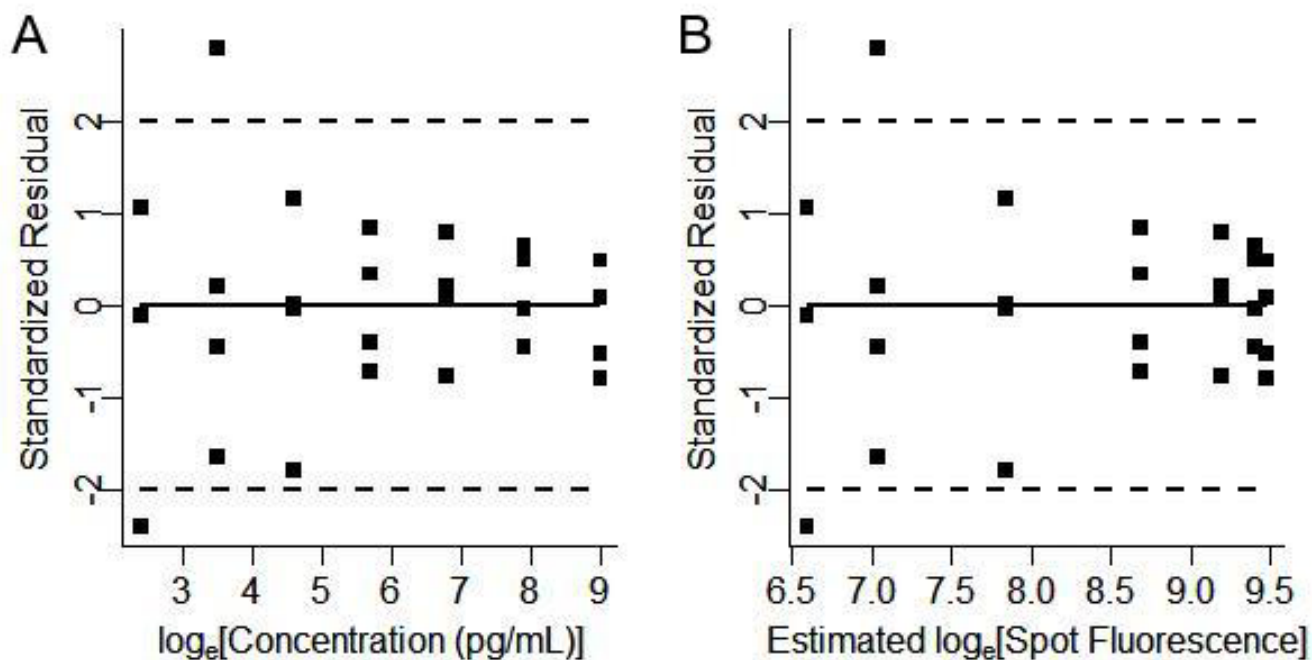 A
Standardized Residual
2
1
0
-1
-2
3 4 5 6 7 8 9
logₑ[Concentration (pg/mL)]
B
Standardized Residual
2
1
0
-1
-2
6.5 7.0 7.5 8.0 8.5 9.0 9.5
Estimated logₑ[Spot Fluorescence]